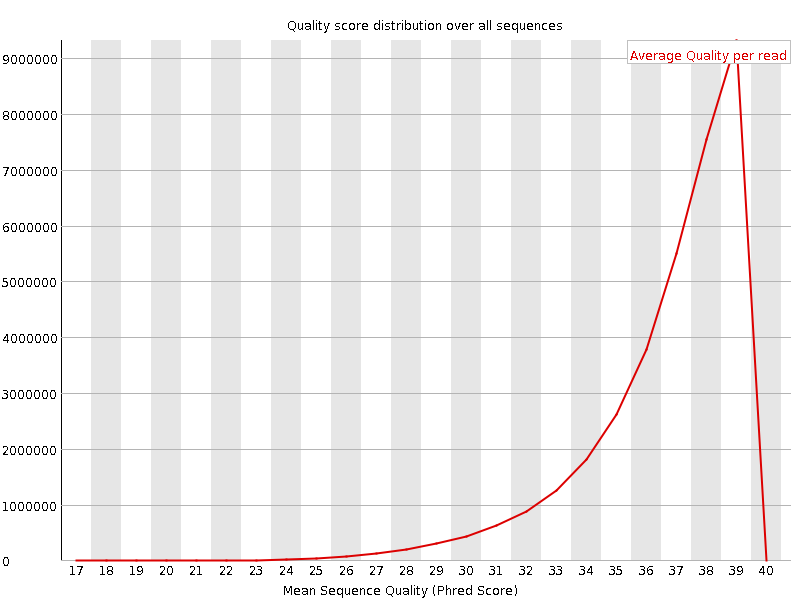 Quality score distribution over all sequences
Average Quality per read
9000000
8000000
7000000
6000000
5000000
4000000
3000000
2000000
1000000
0
17 18 19 20 21 22 23 24 25 26 27 28 29 30 31 32 33 34 35 36 37 38 39 40
Mean Sequence Quality (Phred Score)